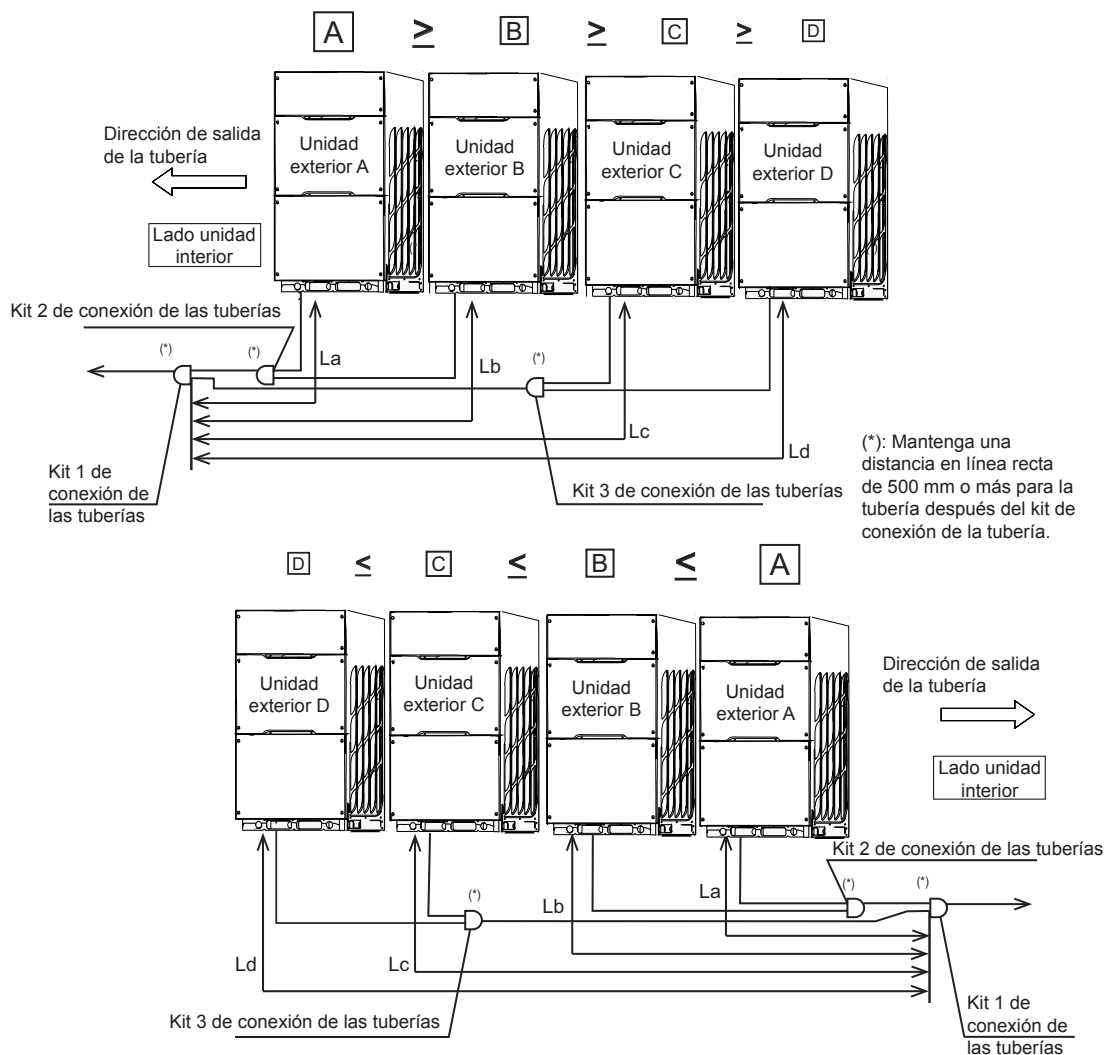 A ≥ B ≥ C ≥ D
Dirección de salida
de la tubería
Lado unidad
interior
Unidad
exterior A
Unidad
exterior B
Unidad
exterior C
Unidad
exterior D
Kit 2 de conexión de las tuberías
(*)
(*)
(*)
La
Lb
Lc
Ld
Kit 1 de
conexión de
las tuberías
Kit 3 de conexión de las tuberías
(*): Mantenga una
distancia en línea recta
de 500 mm o más para la
tubería después del kit de
conexión de la tubería.
D ≤ C ≤ B ≤ A
Unidad
exterior D
Unidad
exterior C
Unidad
exterior B
Unidad
exterior A
Dirección de salida
de la tubería
Lado unidad
interior
Kit 2 de conexión de las tuberías
(*)
(*)
(*)
La
Lb
Lc
Ld
Kit 3 de conexión de las tuberías
Kit 1 de
conexión de
las tuberías